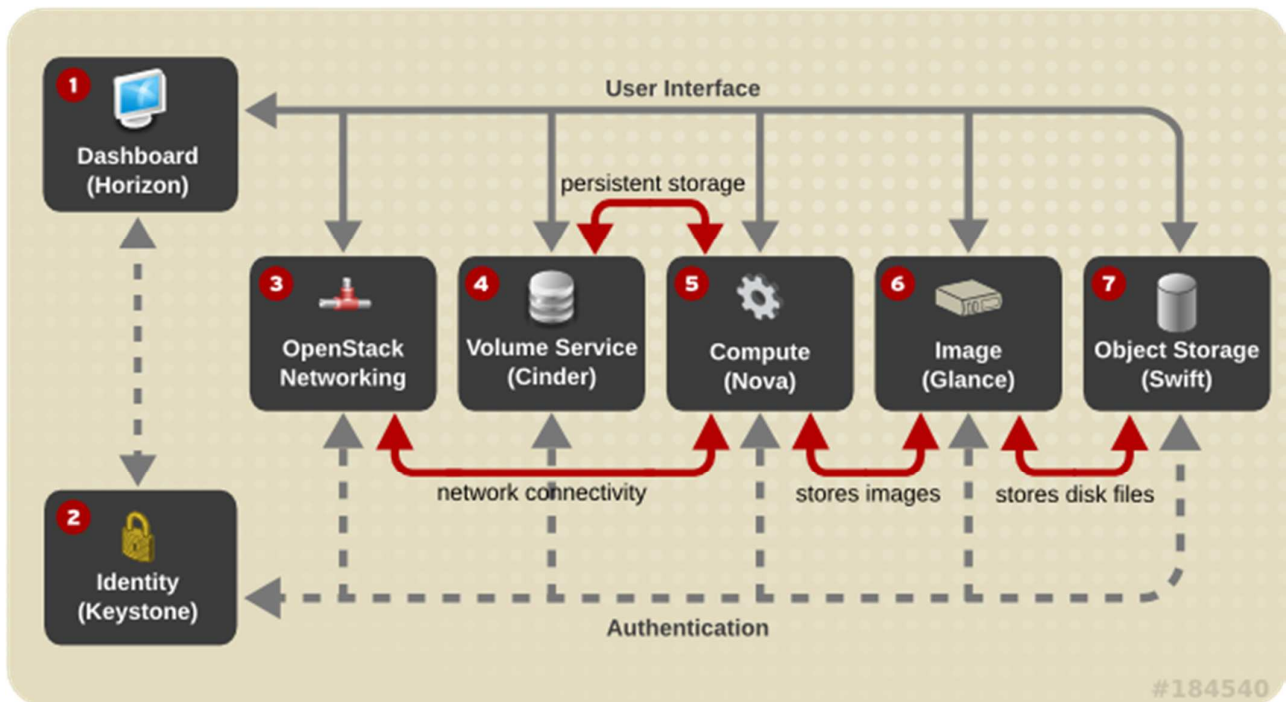 1
Dashboard
(Horizon)
User Interface
persistent storage
3
OpenStack
Networking
4
Volume Service
(Cinder)
5
Compute
(Nova)
6
Image
(Glance)
7
Object Storage
(Swift)
network connectivity
stores images
stores disk files
2
Identity
(Keystone)
Authentication
#184540